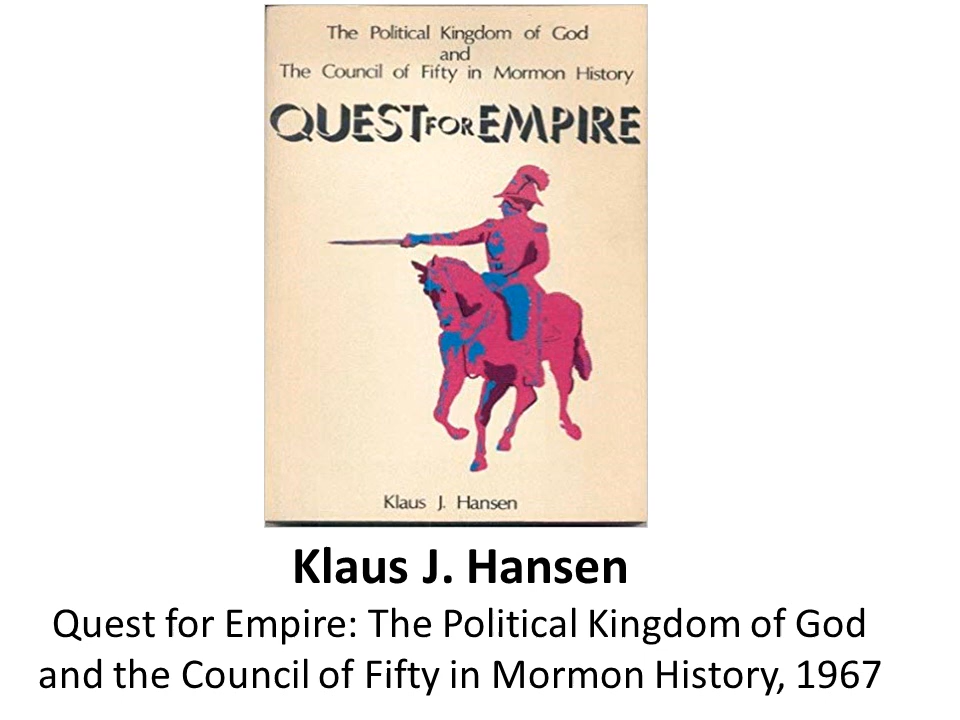 The Political Kingdom of God
and
The Council of Fifty in Mormon History
QUEST FOR EMPIRE
Klaus J. Hansen
Klaus J. Hansen
Quest for Empire: The Political Kingdom of God
and the Council of Fifty in Mormon History, 1967